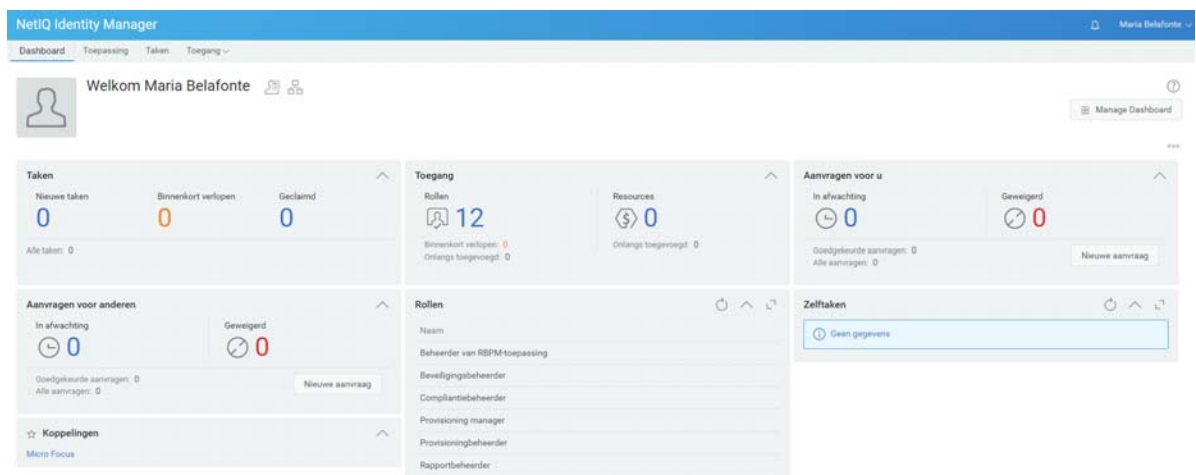 NetIQ Identity Manager
Maria Belafonte
Dashboard Toepassing Taken Toegang
Welkom Maria Belafonte
Manage Dashboard
Taken
Nieuwe taken Binnenkort verlopen Geclaimd
0 0 0
Alle taken: 0
Toegang
Rollen Resources
12 0
Binnenkort verlopen: 0 Onlangs toegevoegd: 0
Onlangs toegevoegd: 0
Aanvragen voor u
In afwachting Geweigerd
0 0
Goedgekeurde aanvragen: 0
Alle aanvragen: 0
Nieuwe aanvraag
Aanvragen voor anderen
In afwachting Geweigerd
0 0
Goedgekeurde aanvragen: 0
Alle aanvragen: 0
Nieuwe aanvraag
Rollen
Naam
Beheerder van RBPM-toepassing
Beveiligingsbeheerder
Compliantiebeheerder
Provisioning manager
Provisioningbeheerder
Rapportbeheerder
Zelftaken
Geen gegevens
Koppelingen
Micro Focus